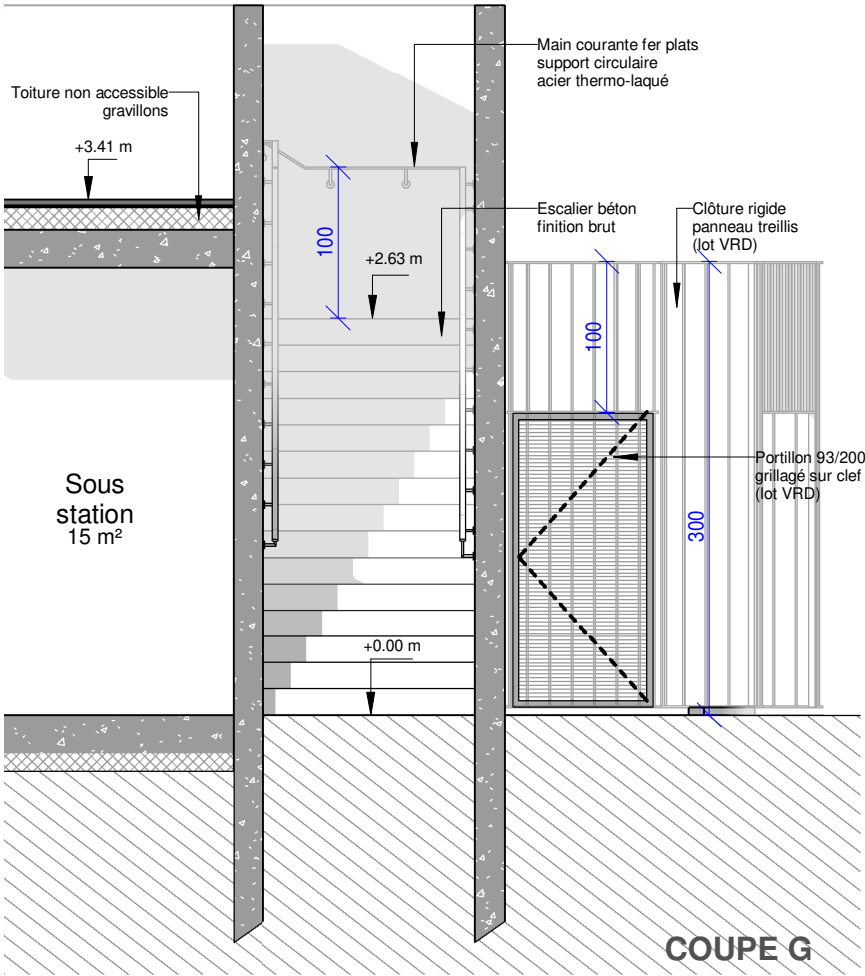 Main courante fer plats
support circulaire
acier thermo-laqué
Toiture non accessible
gravillons
+3.41 m
Escalier béton
finition brut
Clôture rigide
panneau treillis
(lot VRD)
100
+2.63 m
100
Portillon 93/200
grillagé sur clef
(lot VRD)
Sous
station
15 m²
300
+0.00 m
COUPE G